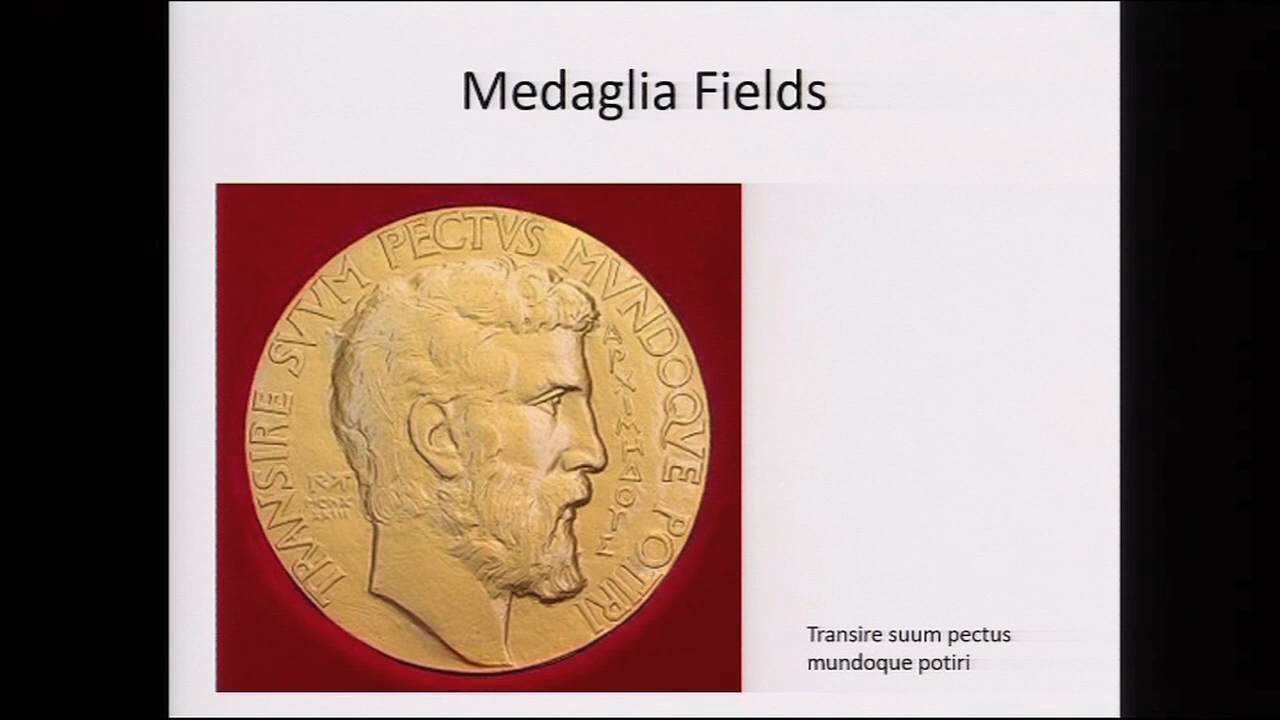 Medaglia Fields
TRANSIRE SVVM PECTVS MVNDOQVE POTIRI
ΑΡΧΙΜΗΔΟΥΣ
Transire suum pectus
mundoque potiri